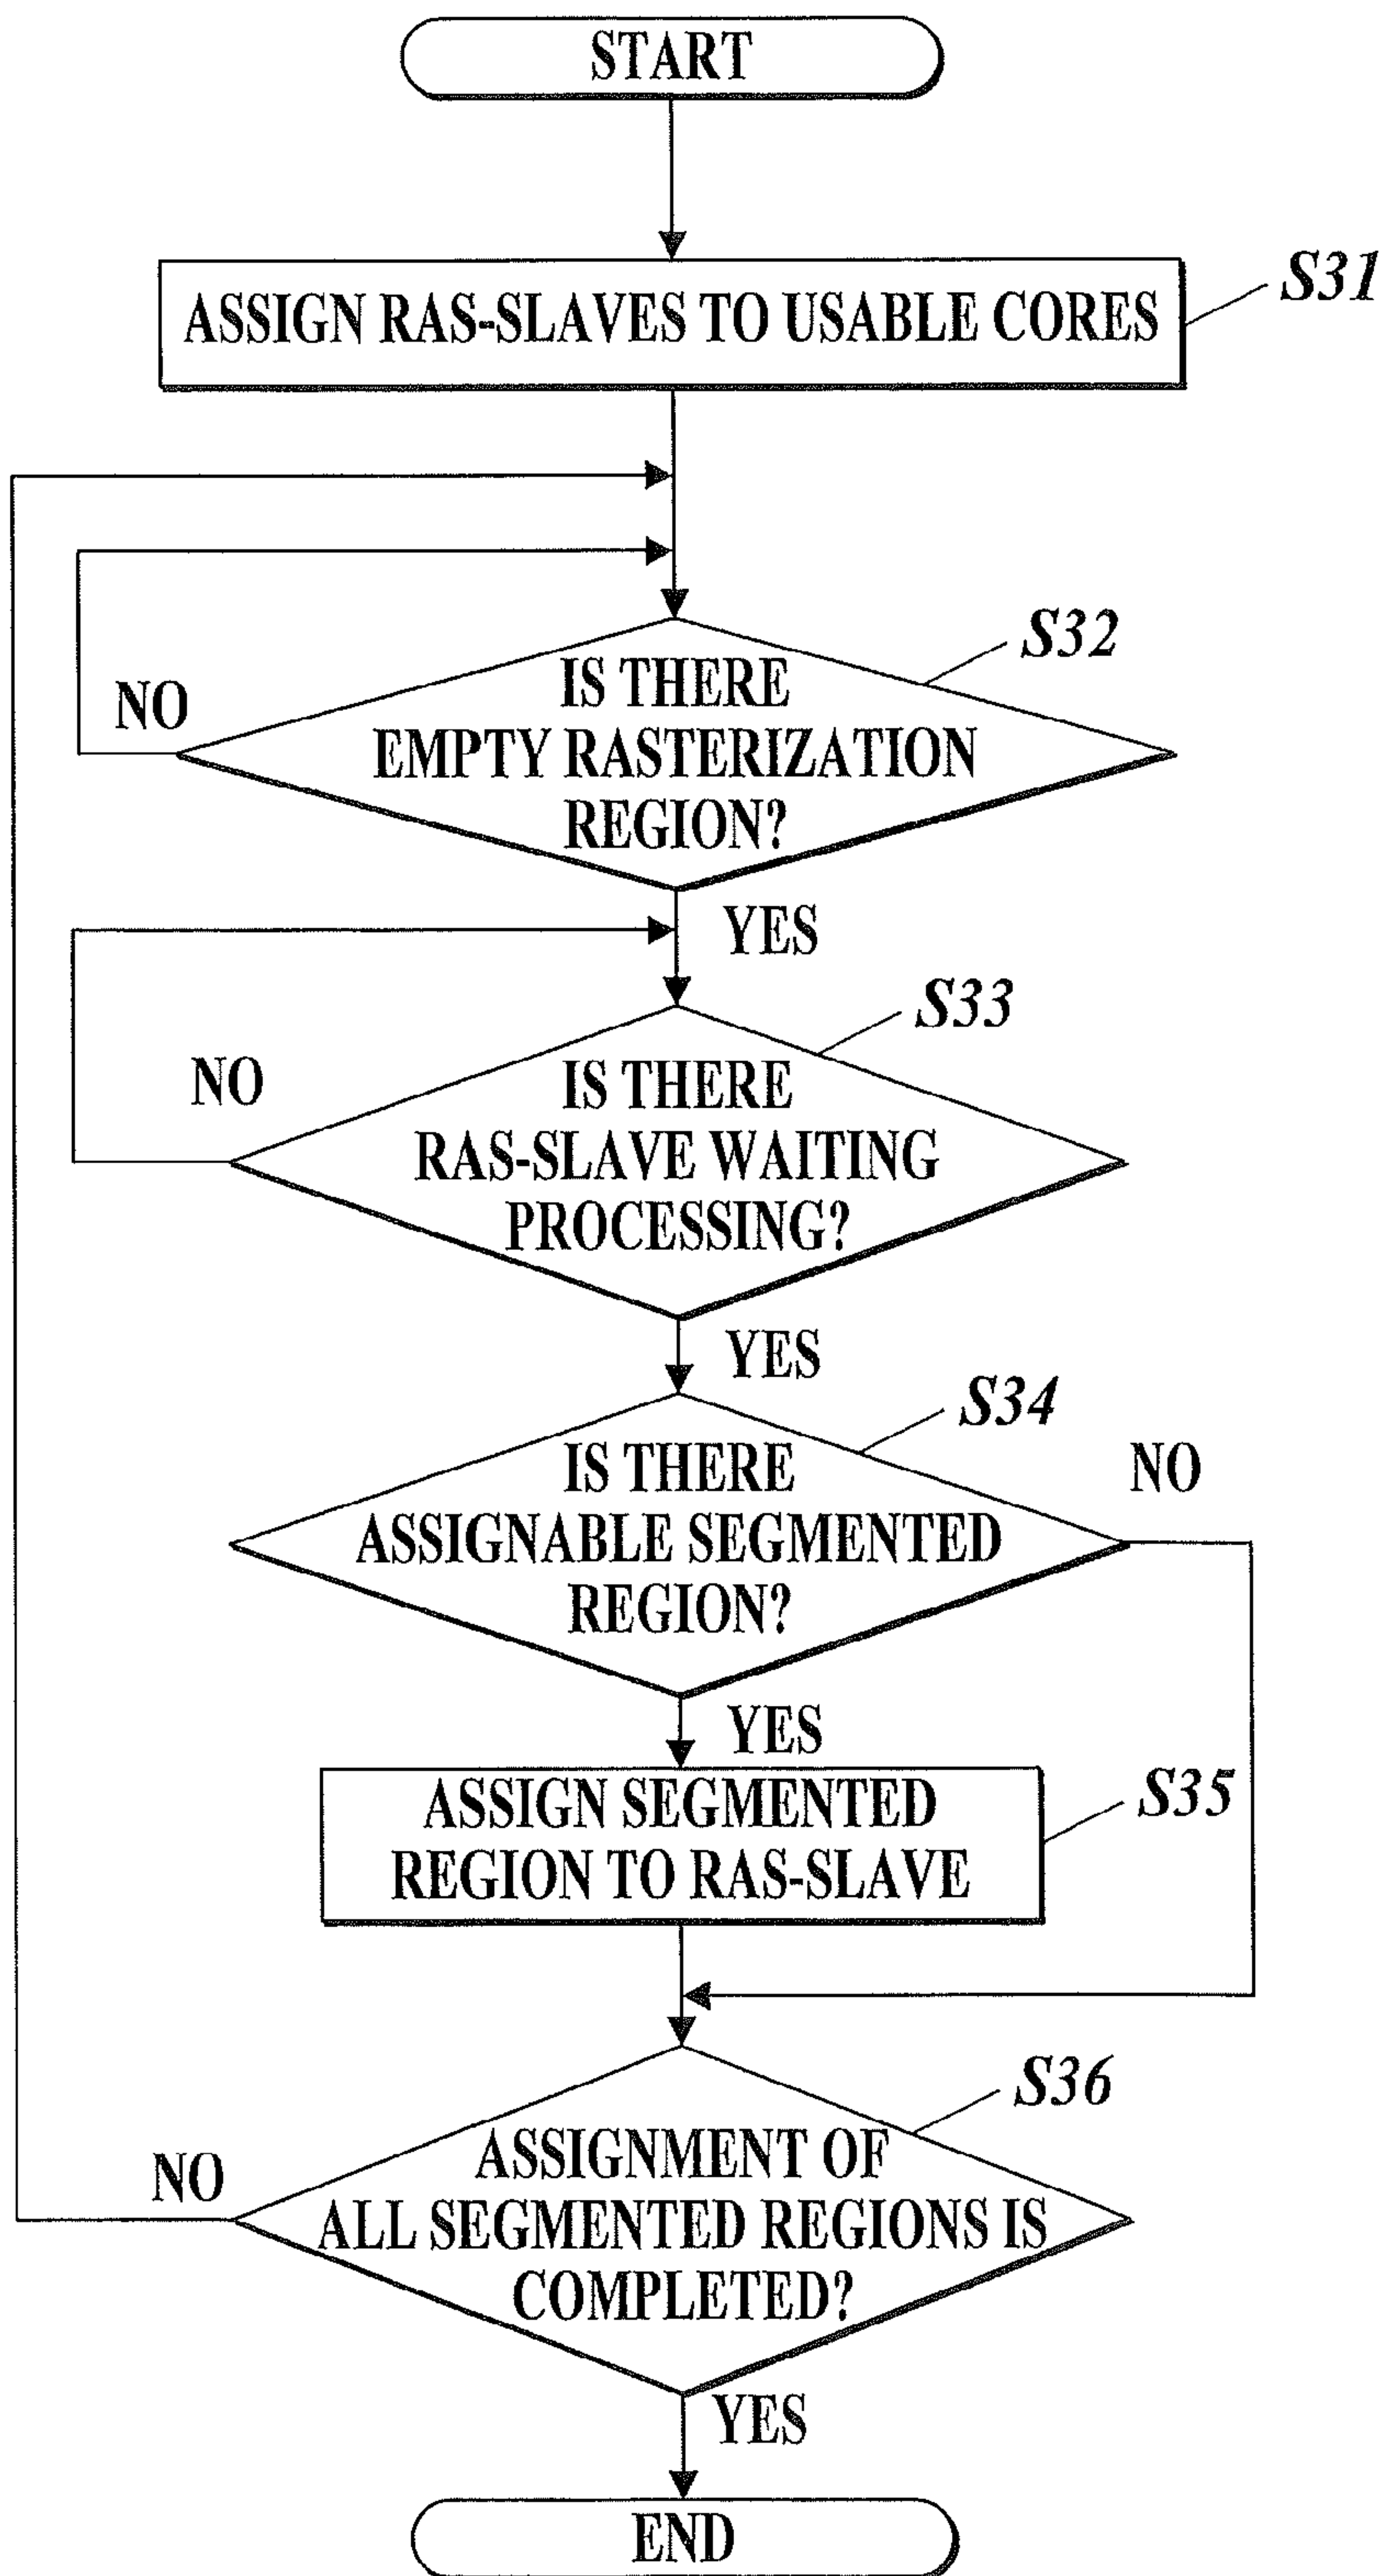 START
ASSIGN RAS-SLAVES TO USABLE CORES
S31
S32
IS THERE
EMPTY RASTERIZATION
REGION?
NO
YES
S33
IS THERE
RAS-SLAVE WAITING
PROCESSING?
NO
YES
S34
IS THERE
ASSIGNABLE SEGMENTED
REGION?
NO
YES
ASSIGN SEGMENTED
REGION TO RAS-SLAVE
S35
S36
ASSIGNMENT OF
ALL SEGMENTED REGIONS IS
COMPLETED?
NO
YES
END